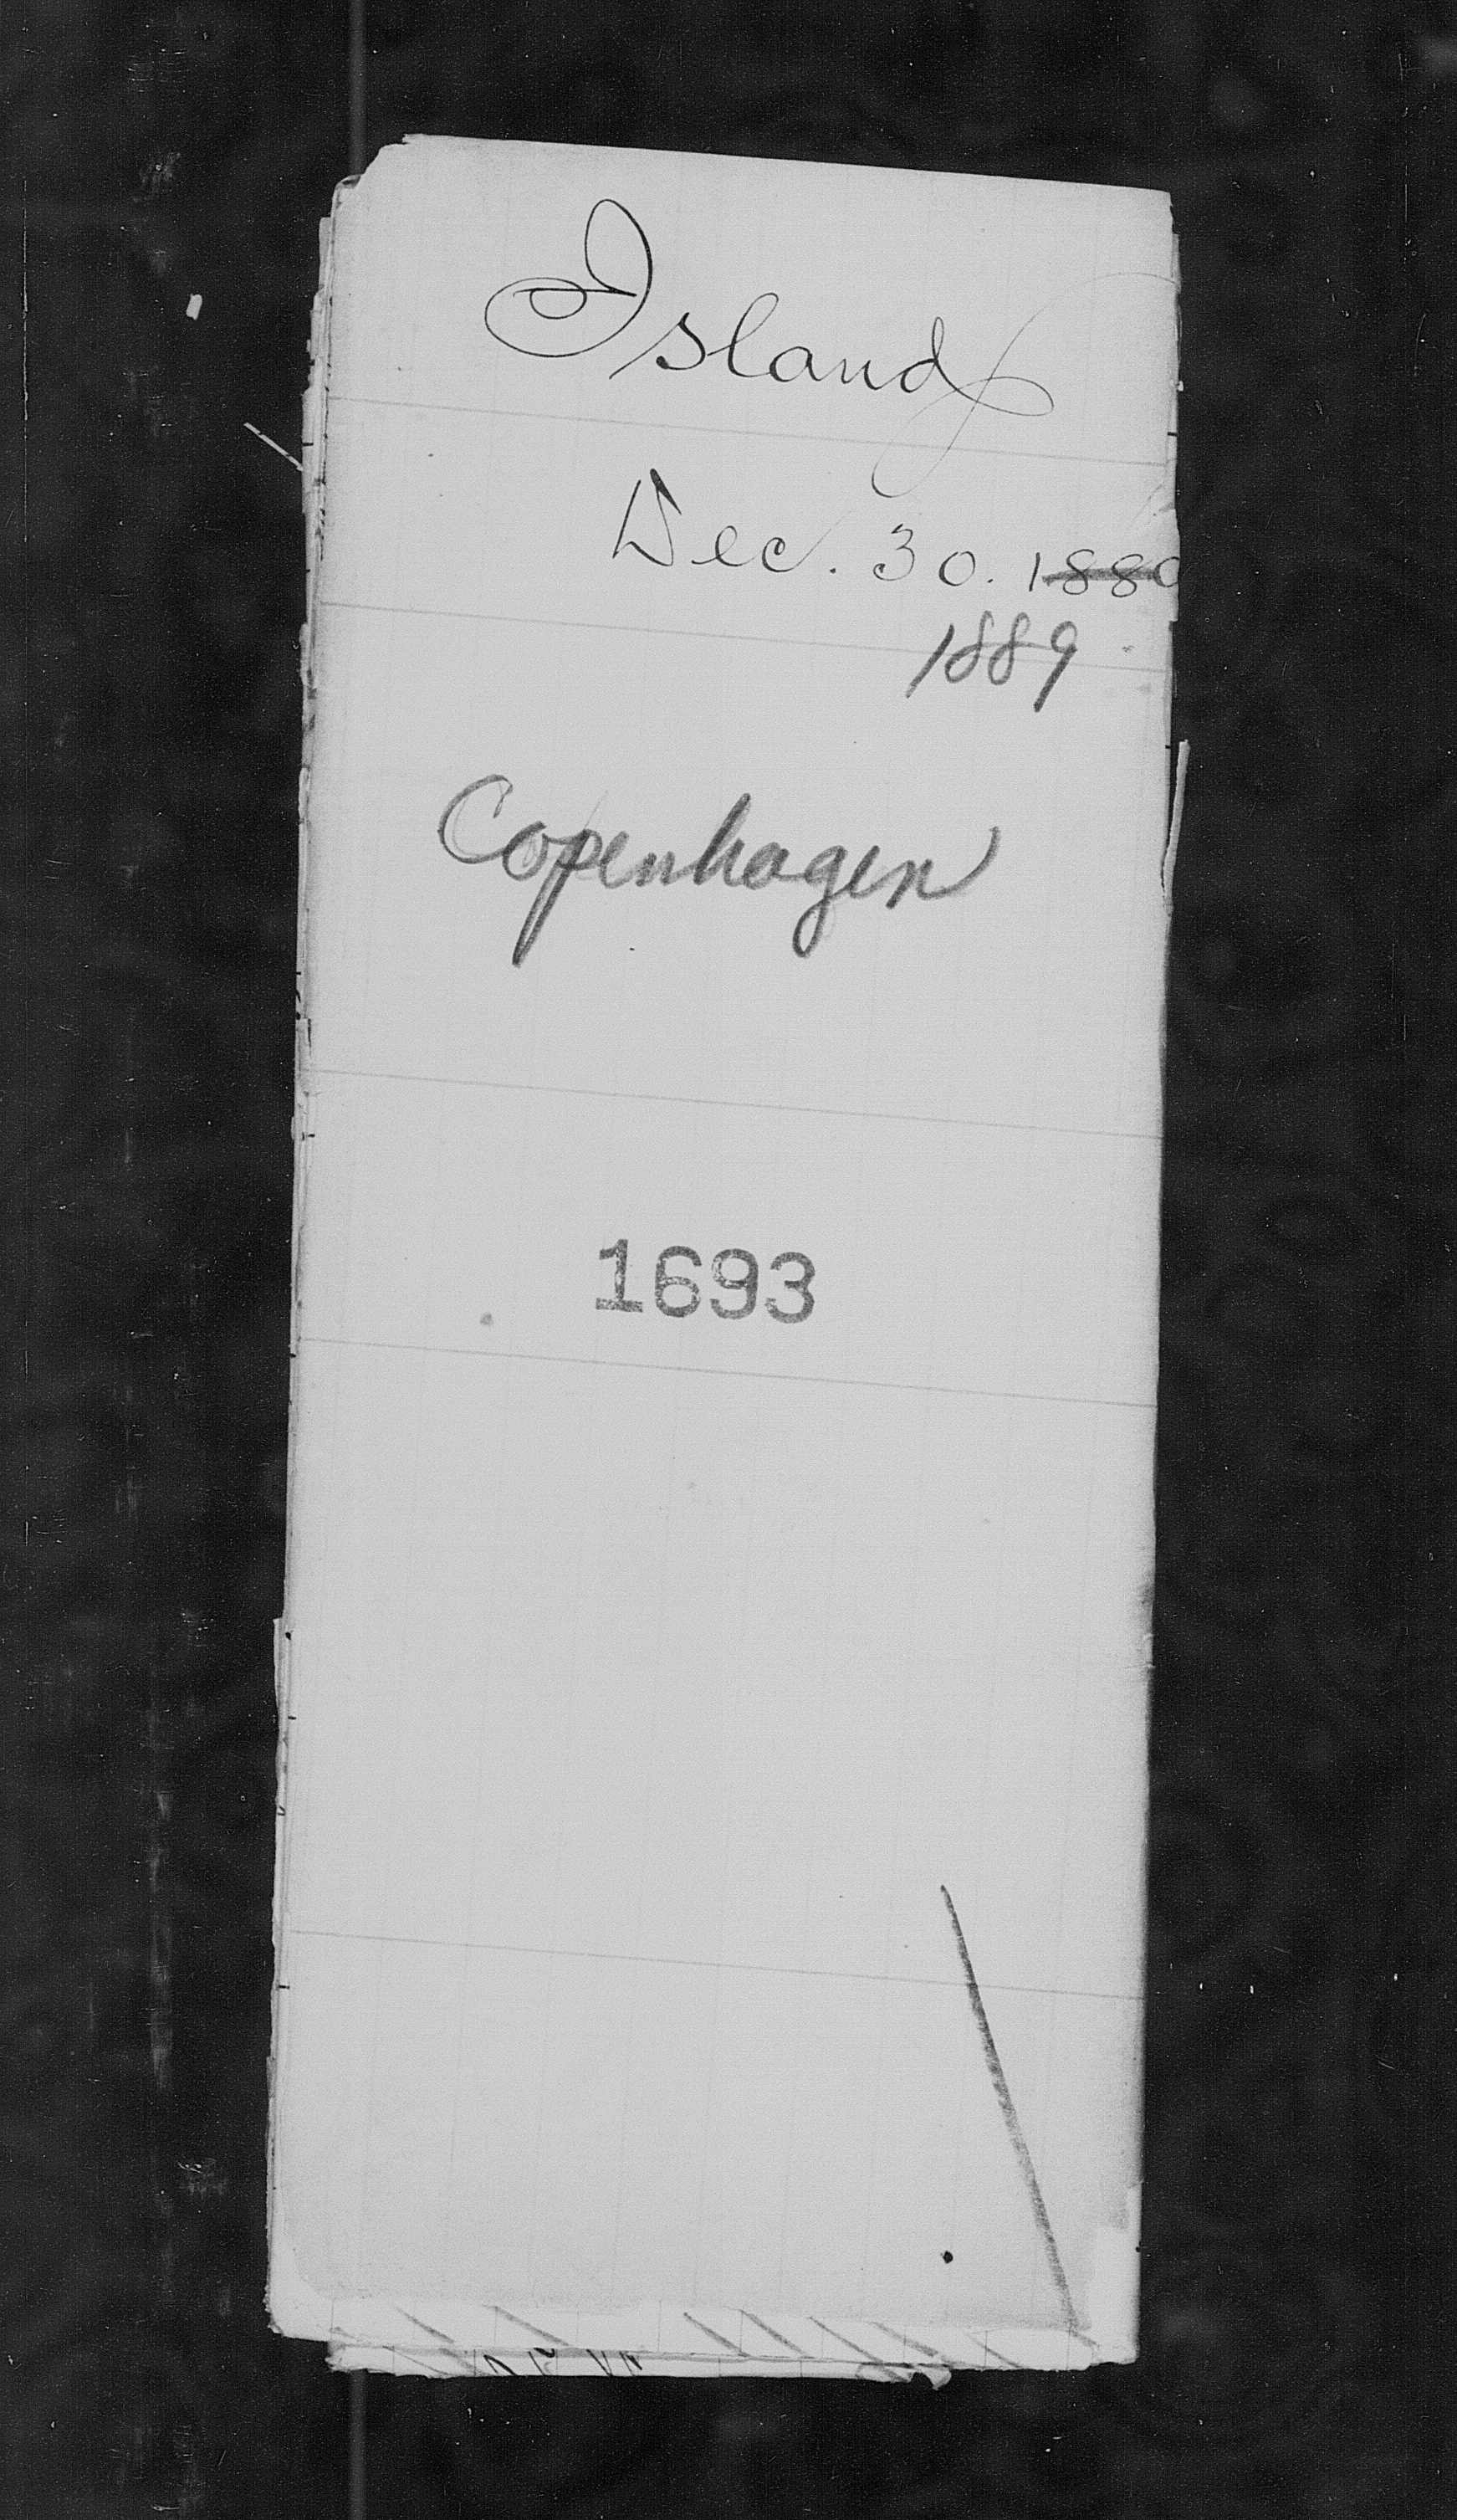 Island
Dec. 30. 1880
1889
Copenhagen
1693